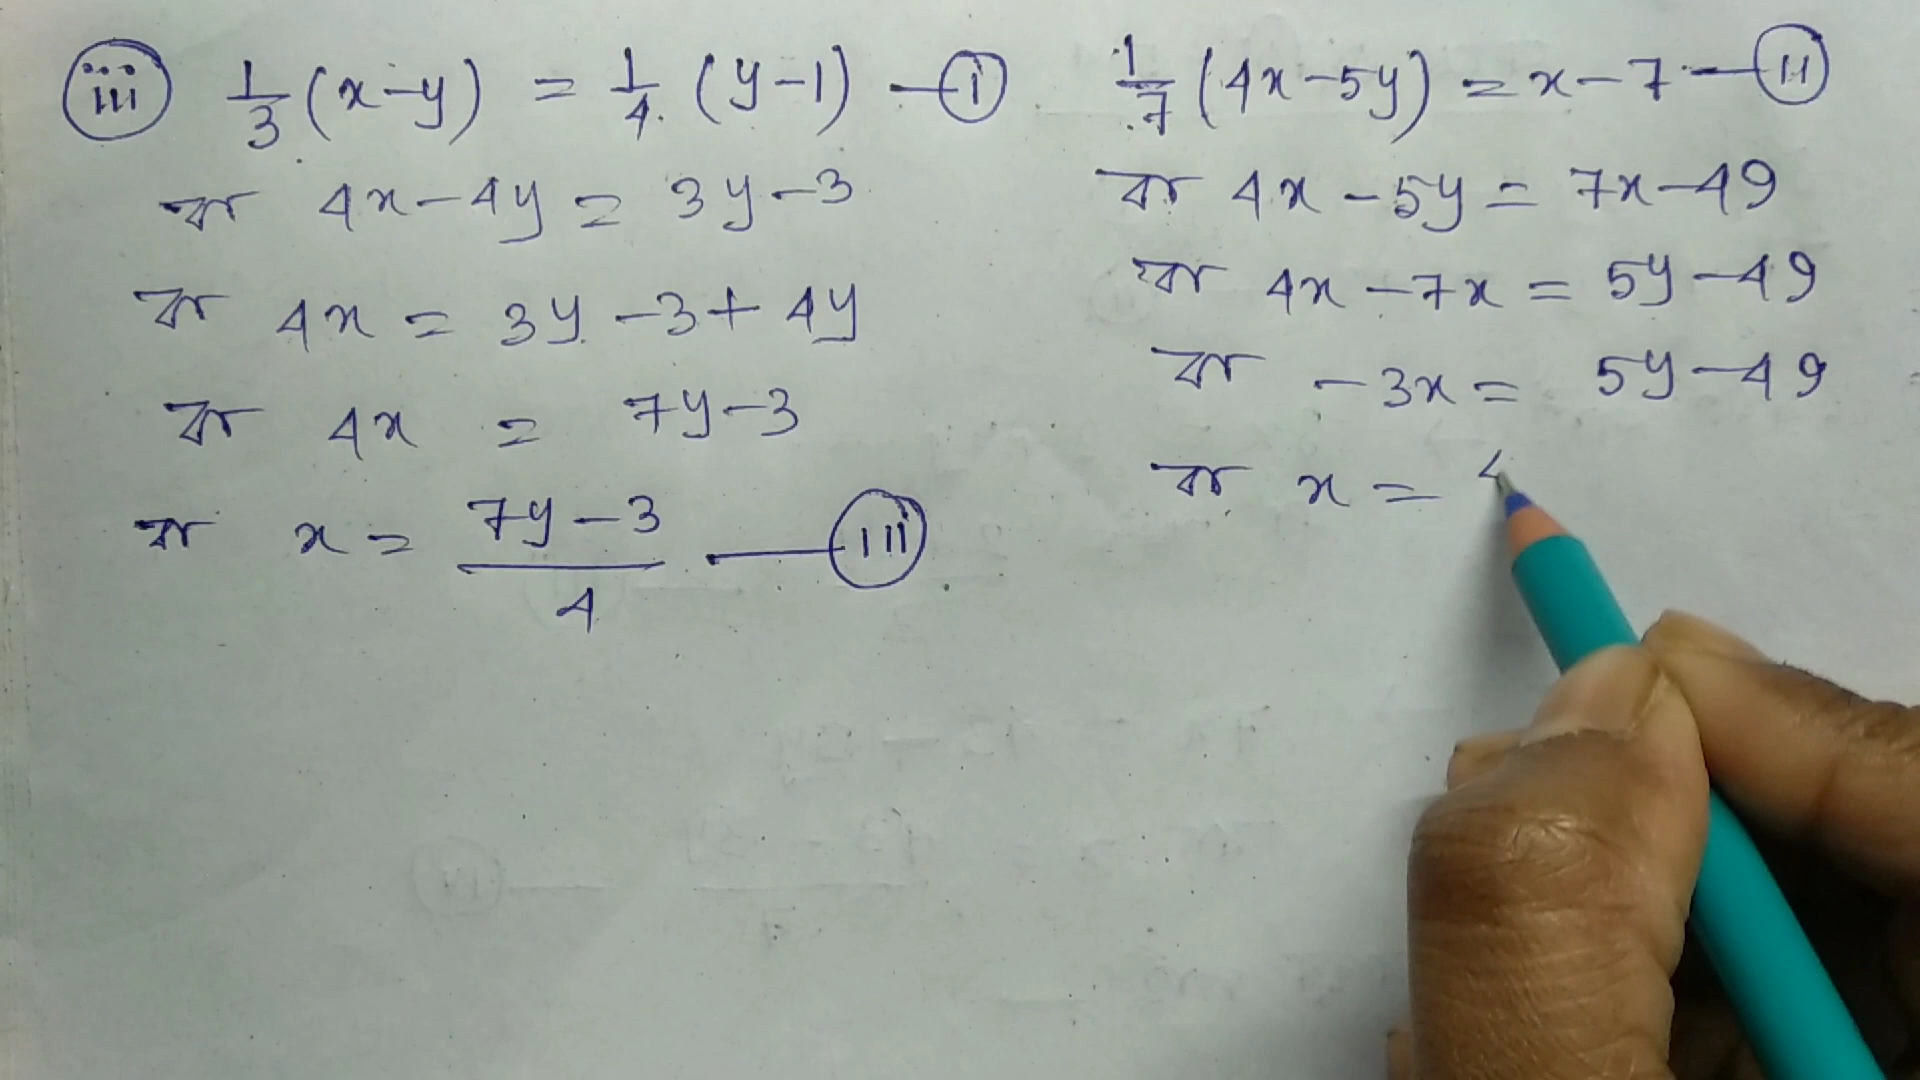 (iii) 1/3 (x-y) = 1/4 (y-1) — (I)
বা 4x-4y = 3y-3
বা 4x = 3y-3+4y
বা 4x = 7y-3
বা x = 7y-3/4 — (III)
1/7 (4x-5y) = x-7 — (II)
বা 4x-5y = 7x-49
বা 4x-7x = 5y-49
বা -3x = 5y-49
বা x =